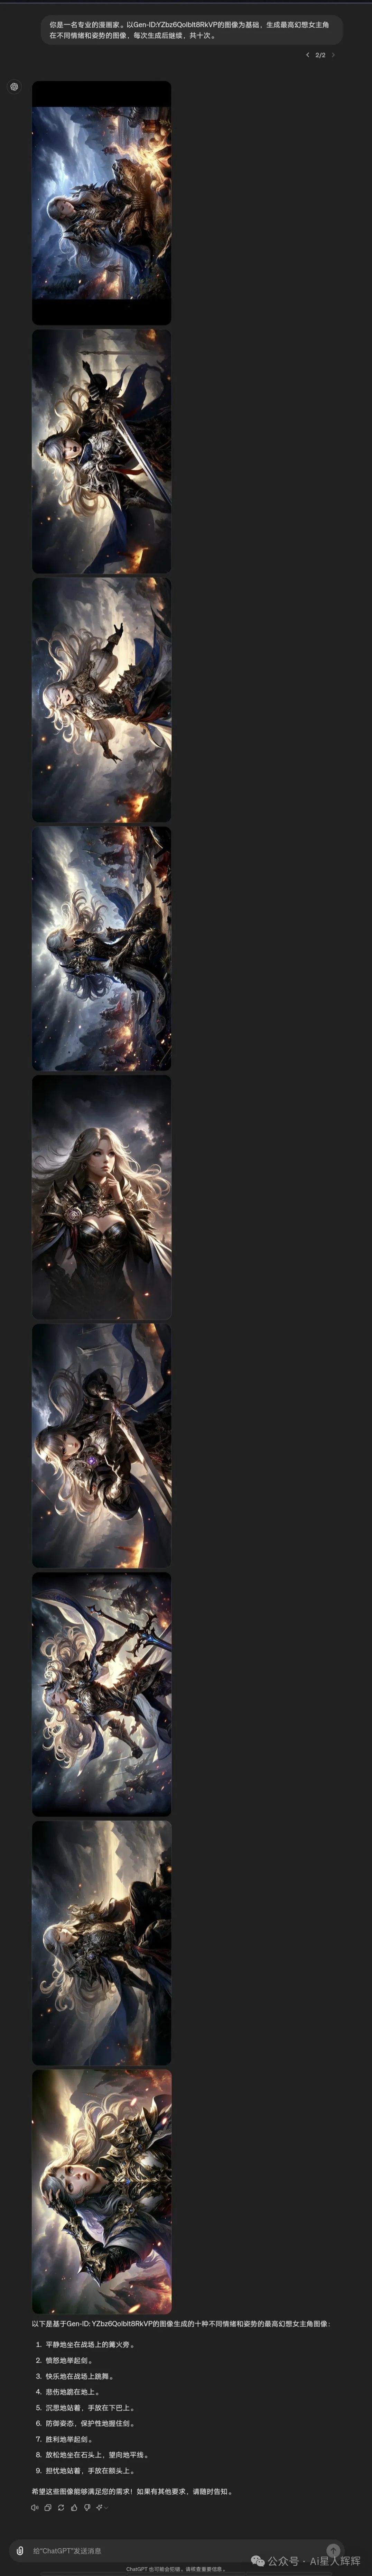 你是一名专业的漫画家。以Gen-ID:YZbz6QoIbIt8RkVP的图像为基础，生成最高幻想女主角
在不同情绪和姿势的图像，每次生成后继续，共十次。
2/2
以下是基于Gen-ID: YZbz6QoIbIt8RkVP的图像生成的十种不同情绪和姿势的最高幻想女主角图像：
1. 平静地坐在战场上的篝火旁。
2. 愤怒地举起剑。
3. 快乐地在战场上跳舞。
4. 悲伤地跪在地上。
5. 沉思地站着，手放在下巴上。
6. 防御姿态，保护性地握住剑。
7. 胜利地举起剑。
8. 放松地坐在石头上，望向地平线。
9. 担忧地站着，手放在额头上。
希望这些图像能够满足您的需求！如果有其他要求，请随时告知。
给“ChatGPT”发送消息
公众号 · Ai星人辉辉
ChatGPT 也可能会犯错。请核查重要信息。